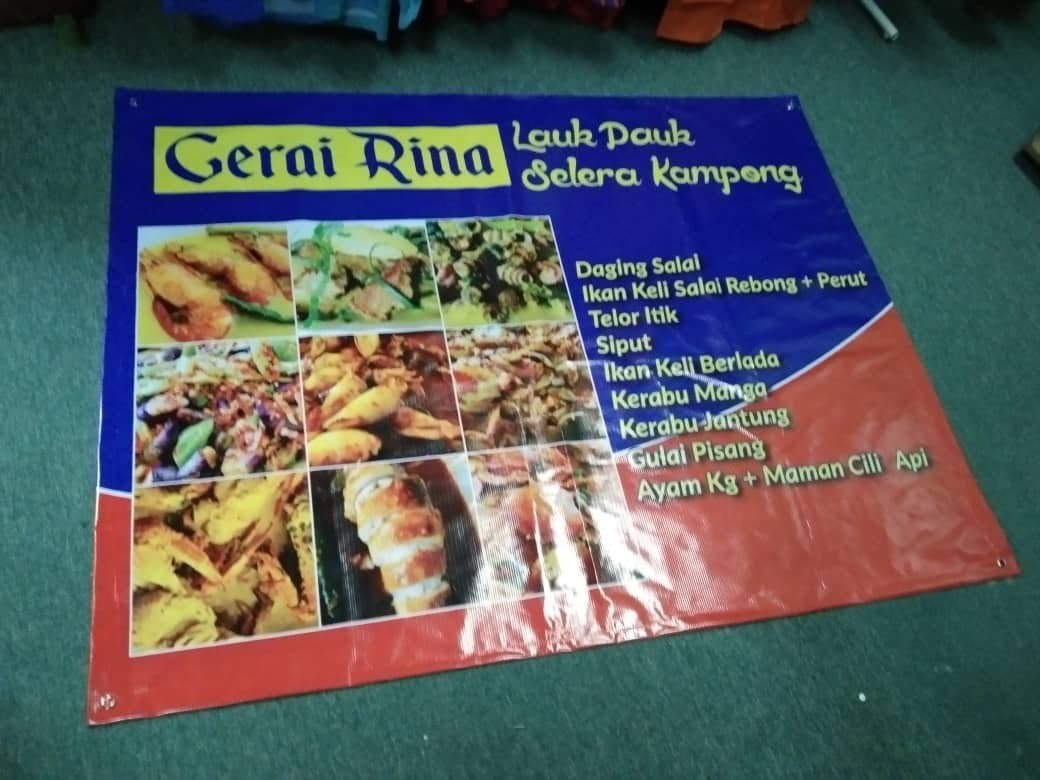 Gerai Rina
Lauk Pauk
Selera Kampong
Daging Salai
Ikan Keli Salai Rebong + Perut
Telor Itik
Siput
Ikan Keli Berlada
Kerabu Manga
Kerabu Jantung
Gulai Pisang
Ayam Kg + Maman Cili Api